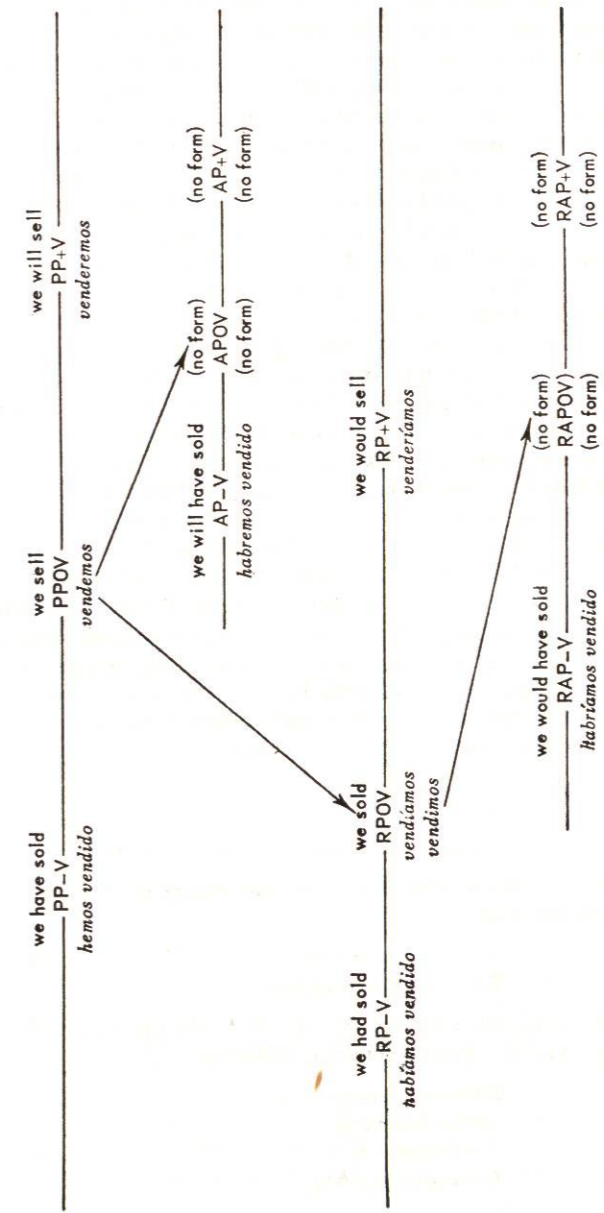 we have sold
PP–V
hemos vendido
we sell
PPOV
vendemos
we will sell
PP+V
venderemos
we will have sold
AP–V
habremos vendido
(no form)
APOV
(no form)
(no form)
AP+V
(no form)
we had sold
RP–V
habíamos vendido
we sold
RPOV
vendíamos
vendimos
we would sell
RP+V
venderíamos
we would have sold
RAP–V
habríamos vendido
(no form)
RAPOV)
(no form)
(no form)
RAP+V
(no form)